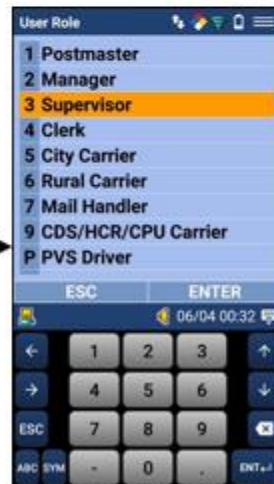 User Role
1 Postmaster
2 Manager
3 Supervisor
4 Clerk
5 City Carrier
6 Rural Carrier
7 Mail Handler
9 CDS/HCR/CPU Carrier
P PVS Driver
ESC ENTER
06/04 00:32
1 2 3
4 5 6
ESC 7 8 9
ABC SYM - 0 . ENT